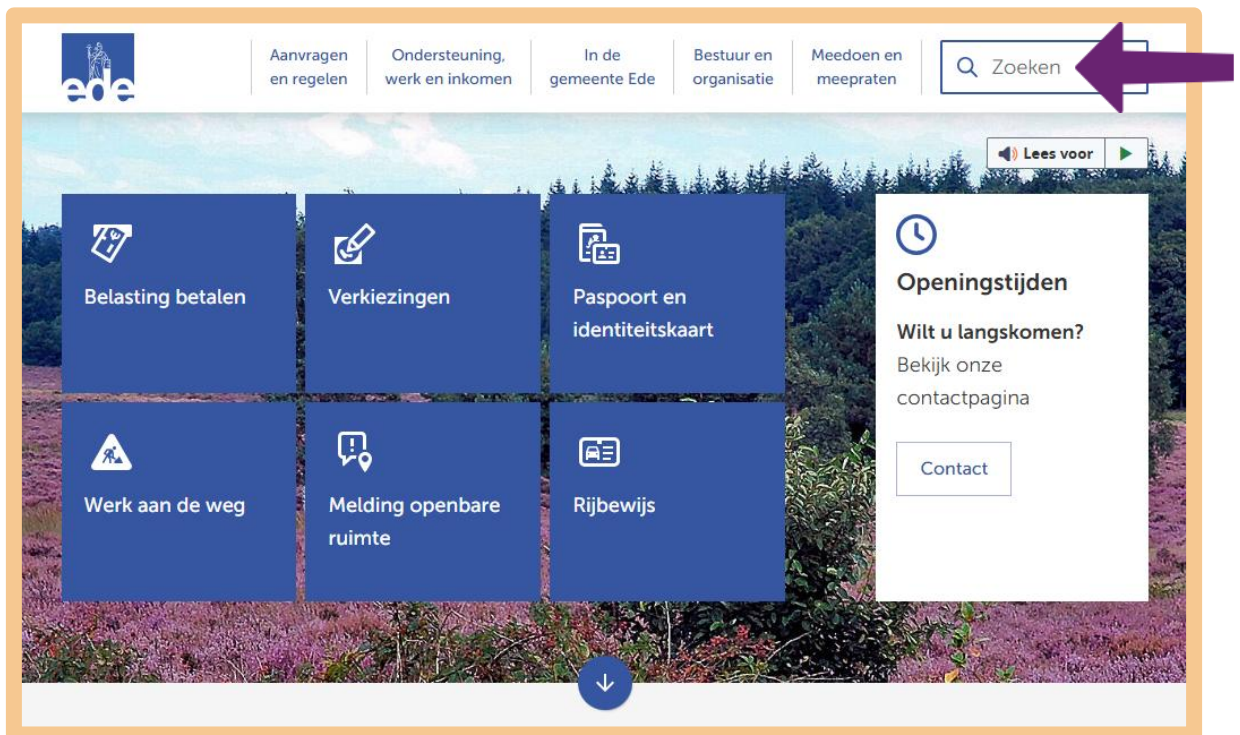 ede
Aanvragen
en regelen
Ondersteuning,
werk en inkomen
In de
gemeente Ede
Bestuur en
organisatie
Meedoen en
meepraten
Zoeken
Lees voor
Belasting betalen
Verkiezingen
Paspoort en
identiteitskaart
Openingstijden
Wilt u langskomen?
Bekijk onze
contactpagina
Contact
Werk aan de weg
Melding openbare
ruimte
Rijbewijs